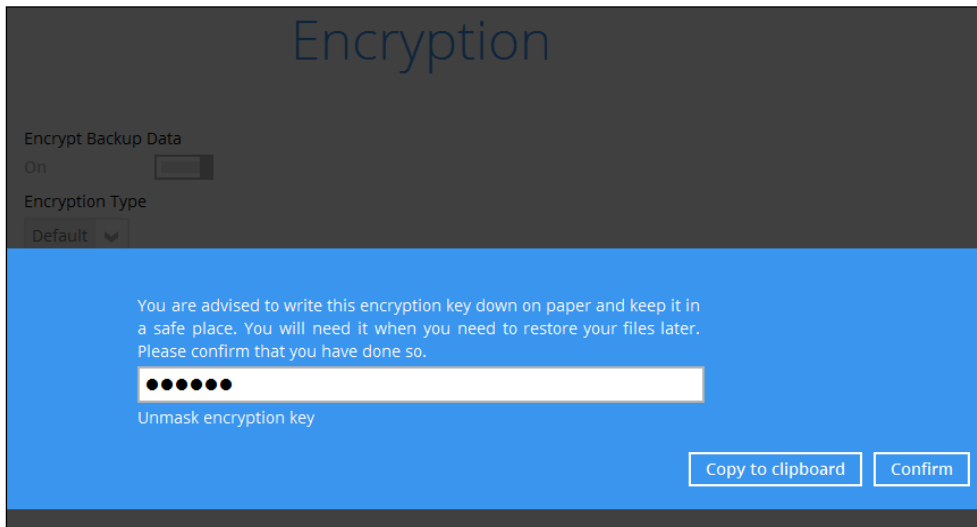 Encryption
Encrypt Backup Data
On
Encryption Type
Default
You are advised to write this encryption key down on paper and keep it in
a safe place. You will need it when you need to restore your files later.
Please confirm that you have done so.
●●●●●●
Unmask encryption key
Copy to clipboard
Confirm